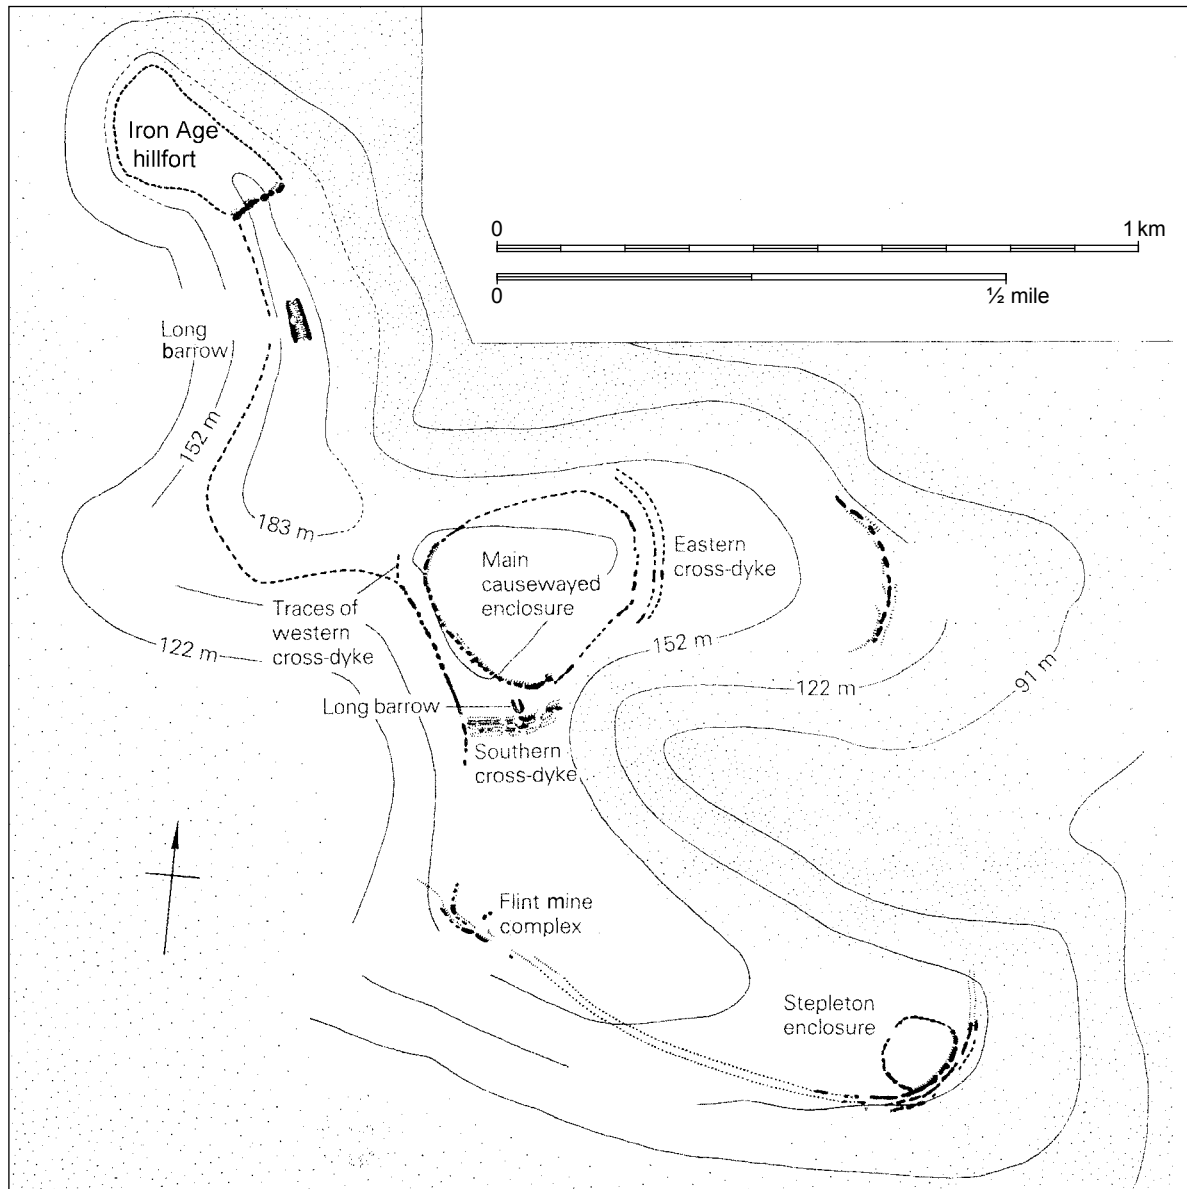 Iron Age
hillfort
0
1 km
0
½ mile
Long
barrow
152 m
183 m
Main
causewayed
enclosure
Eastern
cross-dyke
Traces of
western
cross-dyke
122 m
152 m
122 m
91 m
Long barrow
Southern
cross-dyke
Flint mine
complex
Stepleton
enclosure